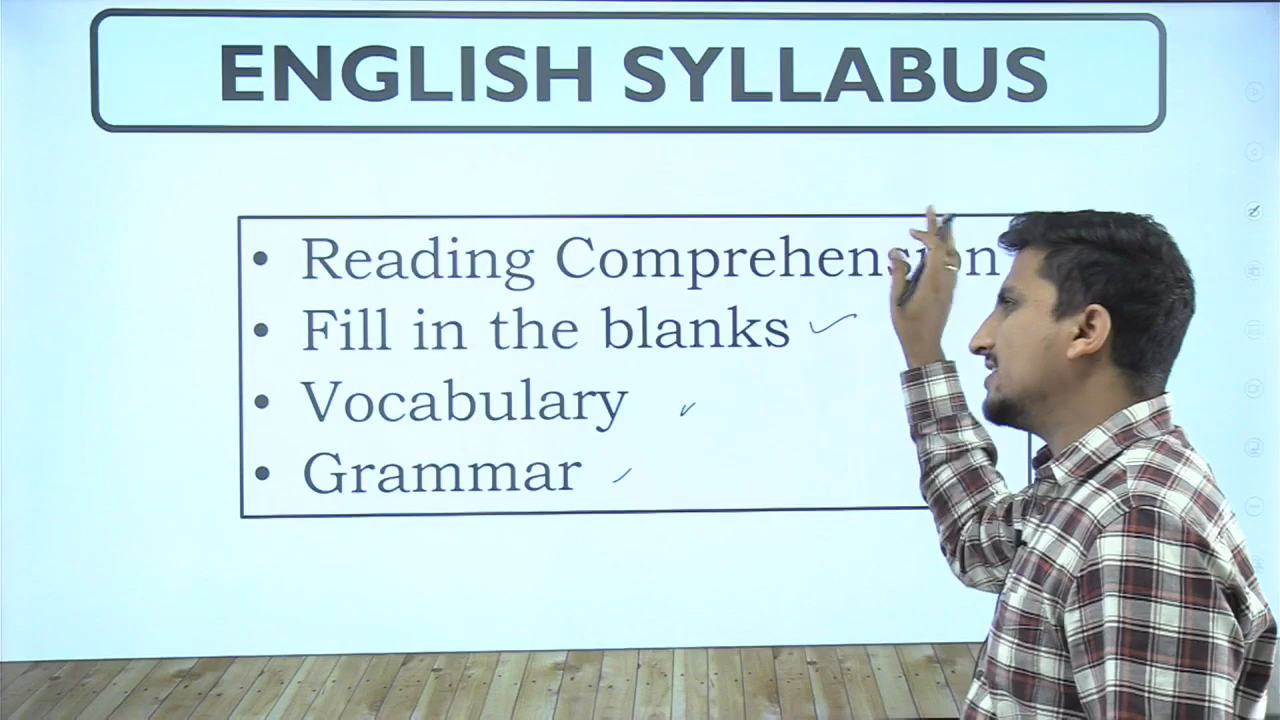 ENGLISH SYLLABUS
• Reading Comprehension
• Fill in the blanks
• Vocabulary
• Grammar